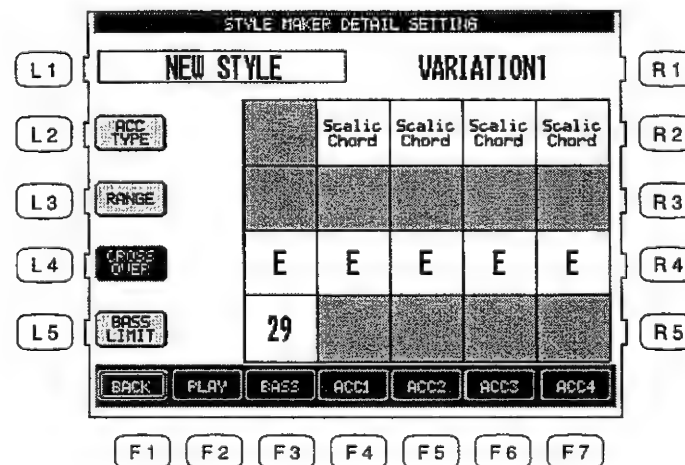 STYLE MAKER DETAIL SETTING
L1 NEW STYLE VARIATION1 R1
L2 ACC TYPE Scalic Chord Scalic Chord Scalic Chord Scalic Chord R2
L3 RANGE R3
L4 CROSS OVER E E E E E R4
L5 BASS LIMIT 29 R5
BACK PLAY BASS ACC1 ACC2 ACC3 ACC4
F1 F2 F3 F4 F5 F6 F7